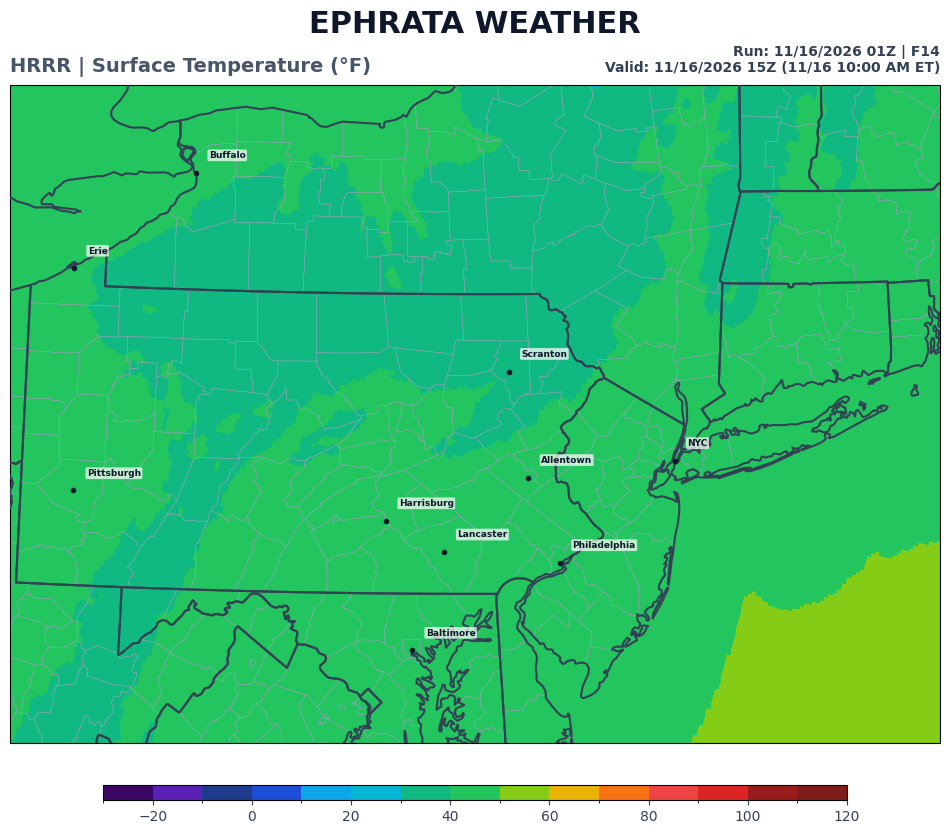 EPHRATA WEATHER
HRRR | Surface Temperature (°F)
Run: 11/16/2026 01Z | F14
Valid: 11/16/2026 15Z (11/16 10:00 AM ET)
Buffalo
Erie
Scranton
NYC
Allentown
Pittsburgh
Harrisburg
Lancaster
Philadelphia
Baltimore
−20 0 20 40 60 80 100 120